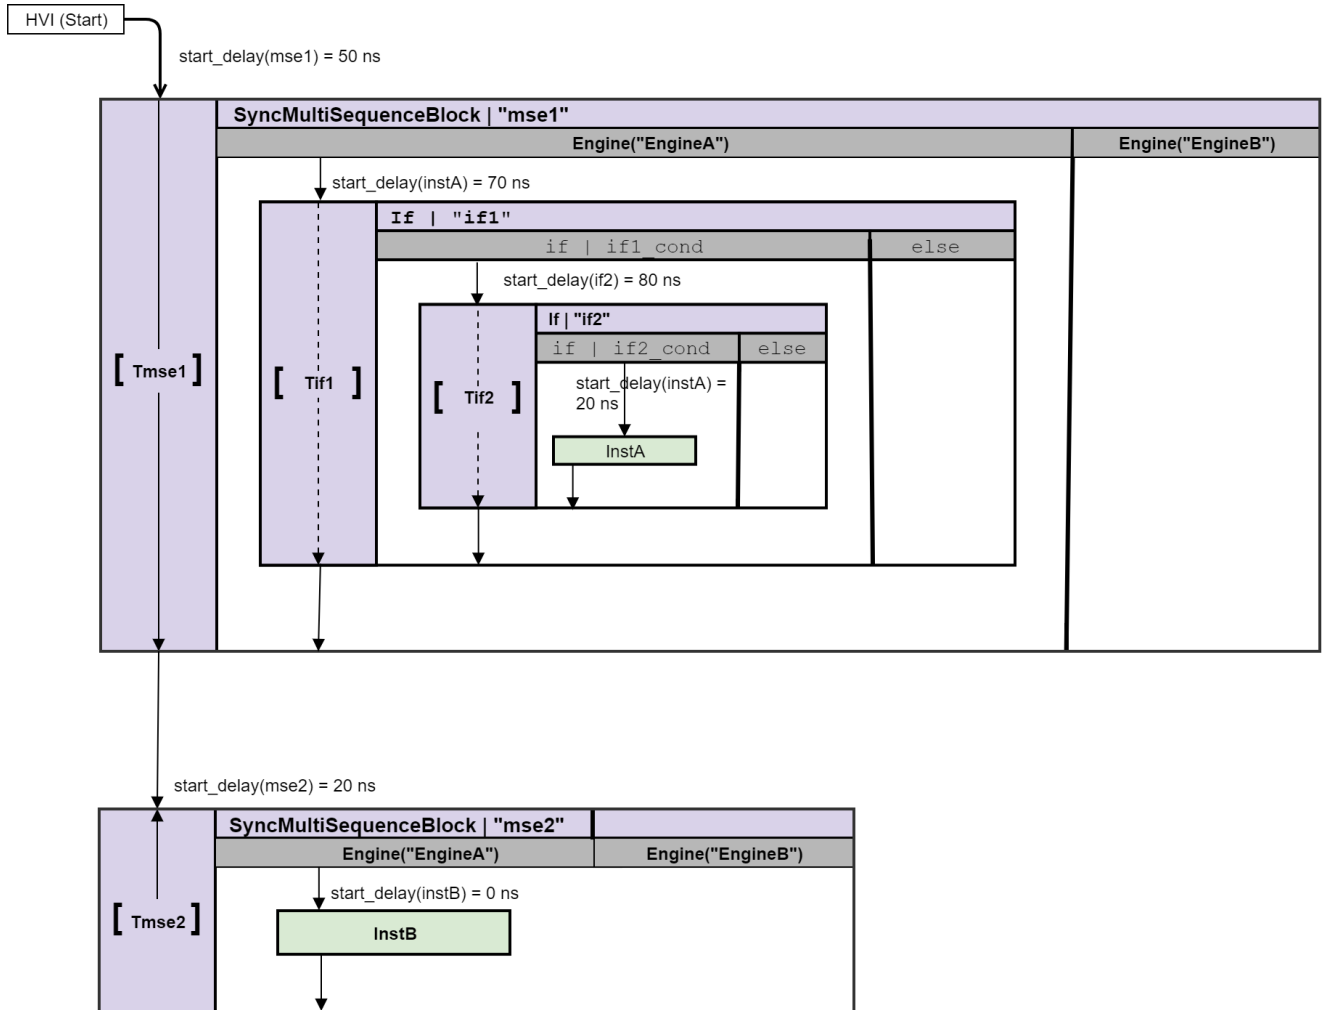 HVI (Start)
start_delay(mse1) = 50 ns
SyncMultiSequenceBlock | "mse1"
Engine("EngineA")
Engine("EngineB")
start_delay(instA) = 70 ns
If | "if1"
if | if1_cond
else
start_delay(if2) = 80 ns
If | "if2"
if | if2_cond
else
start_delay(instA) =
20 ns
[ Tmse1 ]
[ Tif1 ]
[ Tif2 ]
InstA
start_delay(mse2) = 20 ns
SyncMultiSequenceBlock | "mse2"
Engine("EngineA")
Engine("EngineB")
start_delay(instB) = 0 ns
[ Tmse2 ]
InstB